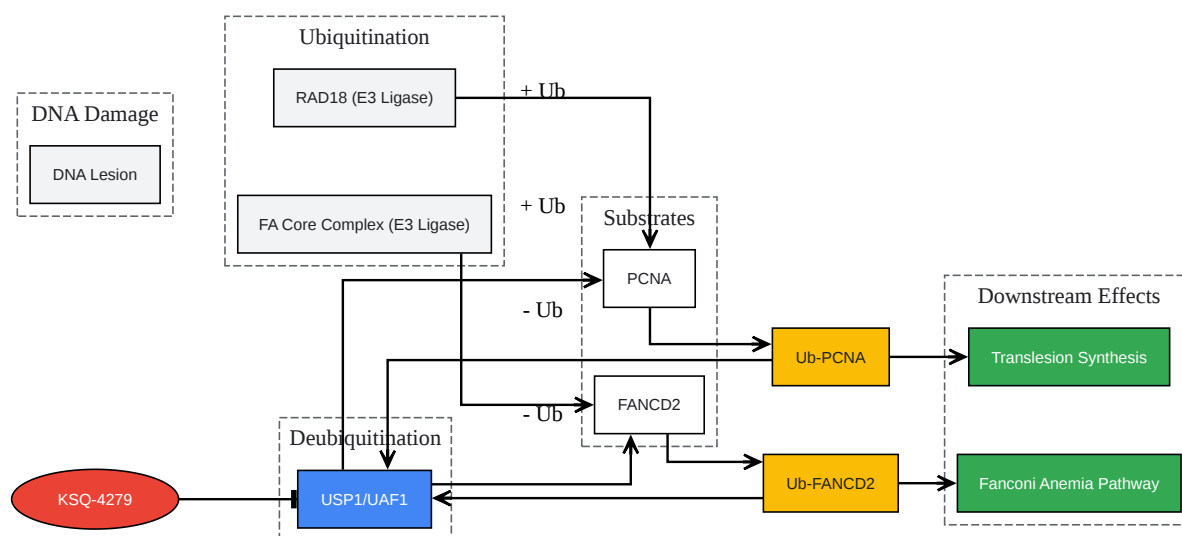 Ubiquitination
RAD18 (E3 Ligase)
+ Ub
DNA Damage
DNA Lesion
FA Core Complex (E3 Ligase)
+ Ub
Substrates
PCNA
- Ub
Downstream Effects
Ub-PCNA
Translesion Synthesis
FANCD2
- Ub
Deubiquitination
KSQ-4279
USP1/UAF1
Ub-FANCD2
Fanconi Anemia Pathway